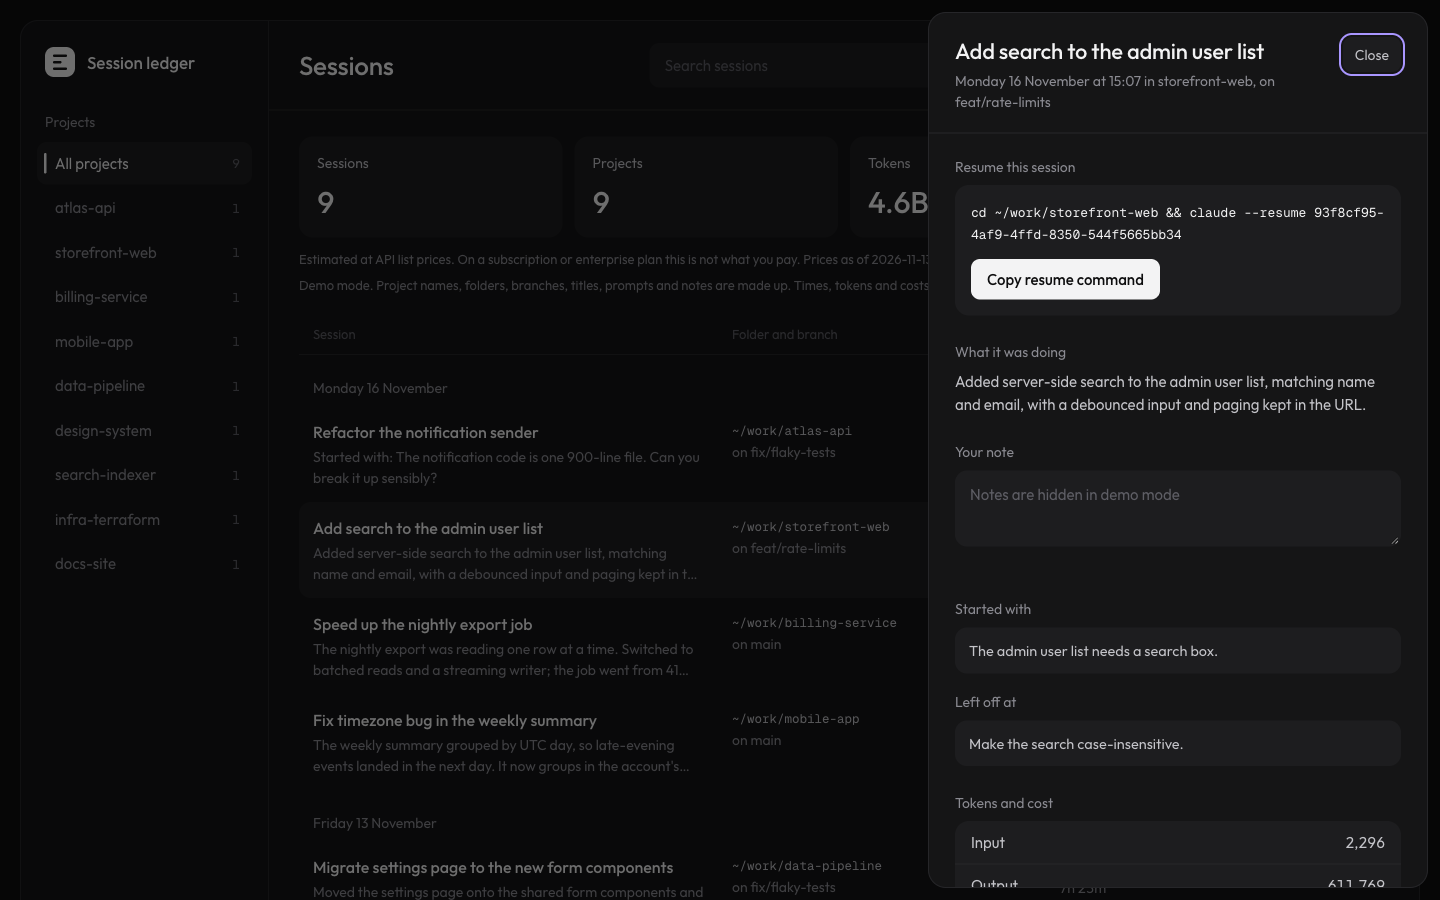 Session ledger
Projects
All projects 9
atlas-api 1
storefront-web 1
billing-service 1
mobile-app 1
data-pipeline 1
design-system 1
search-indexer 1
infra-terraform 1
docs-site 1
Sessions
Search sessions
Sessions
9
Projects
9
Tokens
4.6B
Estimated at API list prices. On a subscription or enterprise plan this is not what you pay. Prices as of 2026-11-13
Demo mode. Project names, folders, branches, titles, prompts and notes are made up. Times, tokens and costs
Session Folder and branch
Monday 16 November
Refactor the notification sender
Started with: The notification code is one 900-line file. Can you
break it up sensibly?
~/work/atlas-api
on fix/flaky-tests
Add search to the admin user list
Added server-side search to the admin user list, matching
name and email, with a debounced input and paging kept in t...
~/work/storefront-web
on feat/rate-limits
Speed up the nightly export job
The nightly export was reading one row at a time. Switched to
batched reads and a streaming writer; the job went from 41...
~/work/billing-service
on main
Fix timezone bug in the weekly summary
The weekly summary grouped by UTC day, so late-evening
events landed in the next day. It now groups in the account's...
~/work/mobile-app
on main
Friday 13 November
Migrate settings page to the new form components
Moved the settings page onto the shared form components and
~/work/data-pipeline
on fix/flaky-tests
Add search to the admin user list
Close
Monday 16 November at 15:07 in storefront-web, on
feat/rate-limits
Resume this session
cd ~/work/storefront-web && claude --resume 93f8cf95-
4af9-4ffd-8350-544f5665bb34
Copy resume command
What it was doing
Added server-side search to the admin user list, matching name
and email, with a debounced input and paging kept in the URL.
Your note
Notes are hidden in demo mode
Started with
The admin user list needs a search box.
Left off at
Make the search case-insensitive.
Tokens and cost
Input 2,296
Output 611,769
7h 25m